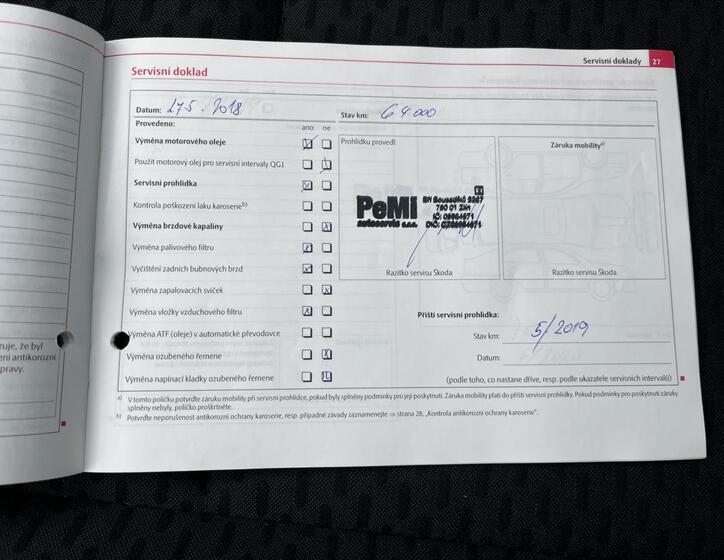 Servisní doklady 27
Servisní doklad
Datum: 27.5.2018 Stav km: 64 000
Provedeno: ano ne
Výměna motorového oleje
Použit motorový olej pro servisní intervaly QG1
Servisní prohlídka
Kontrola poškození laku karoserieb)
Výměna brzdové kapaliny
Výměna palivového filtru
Vyčištění zadních bubnových brzd
Výměna zapalovacích svíček
Výměna vložky vzduchového filtru
Výměna ATF (oleje) v automatické převodovce
Výměna ozubeného řemene
Výměna napínací kladky ozubeného řemene
Prohlídku provedl:
PeMi
autoservis s.r.o.
760 01 Zlín
Razítko servisu Škoda
Záruka mobilitya)
Razítko servisu Škoda
Příští servisní prohlídka:
Stav km: 5/2019
Datum:
(podle toho, co nastane dříve, resp. podle ukazatele servisních intervalů)
a) V tomto políčku potvrďte záruku mobility při servisní prohlídce, pokud byly splněny podmínky pro její poskytnutí. Záruka mobility platí do příští servisní prohlídky. Pokud podmínky pro poskytnutí záruky
splněny nebyly, políčko proškrtněte.
b) Potvrďte neporušenost antikorozní ochrany karoserie, resp. případné závady zaznamenejte ⇒ strana 28, „Kontrola antikorozní ochrany karoserie".
tuje, že byl
ení antikorozní
pravy.